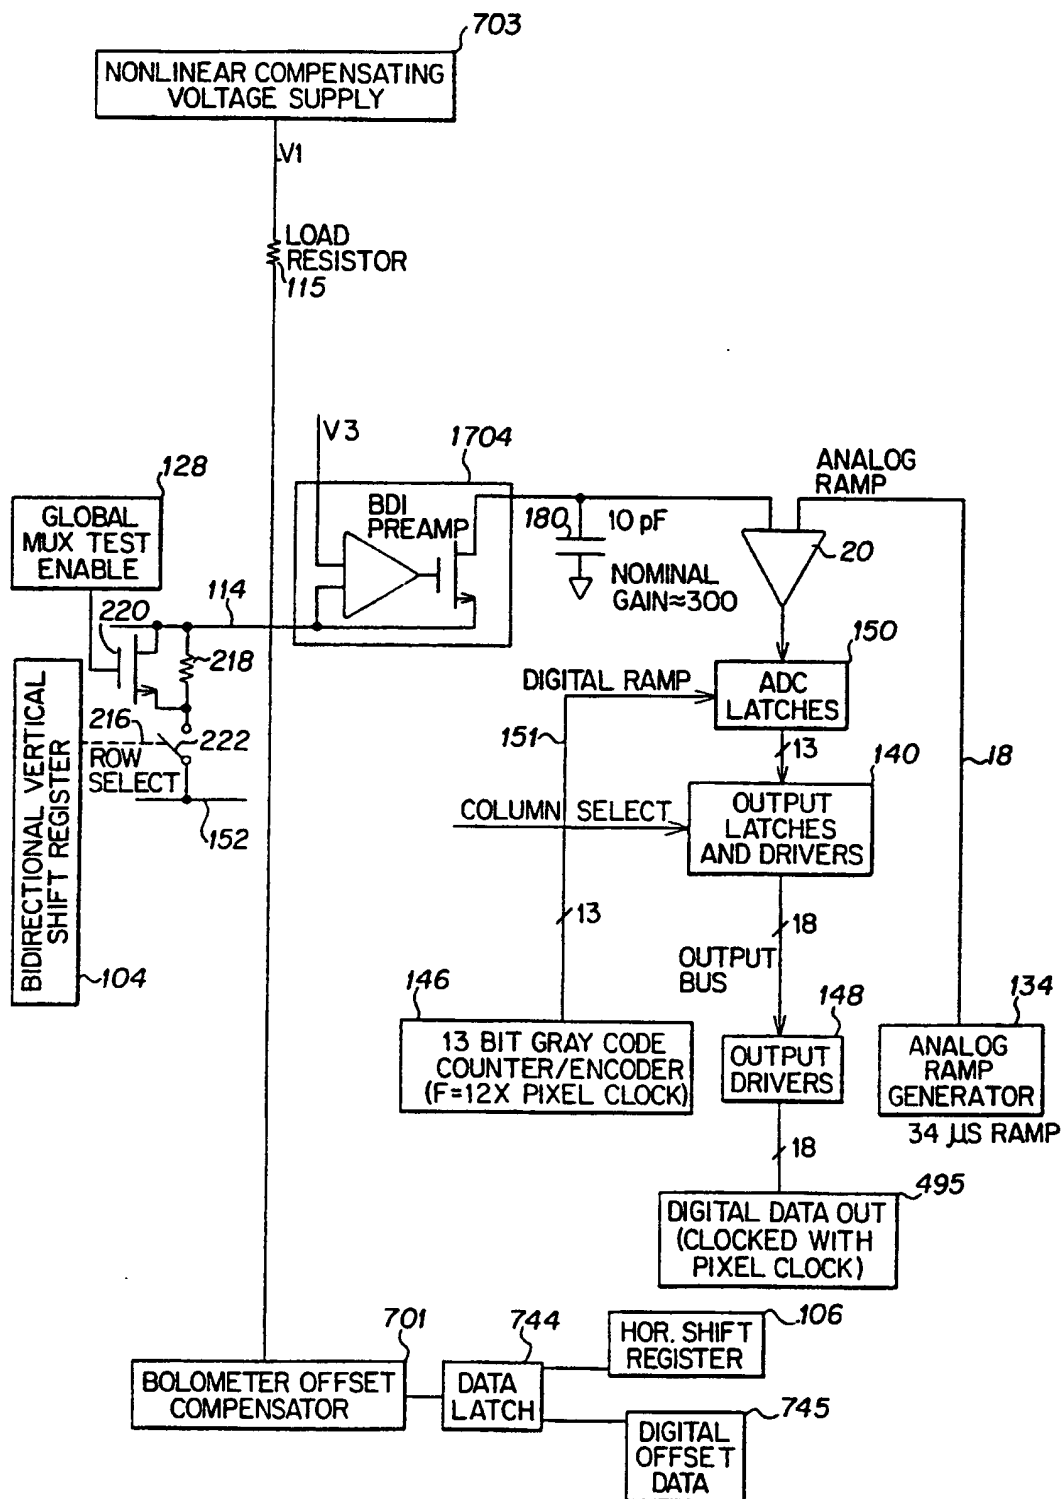 703
NONLINEAR COMPENSATING
VOLTAGE SUPPLY
V1
LOAD
RESISTOR
115
V3
1704
128
GLOBAL
MUX TEST
ENABLE
BDI
PREAMP
180
10 pF
NOMINAL
GAIN≈300
ANALOG
RAMP
20
220
114
218
216
222
ROW
SELECT
152
BIDIRECTIONAL VERTICAL
SHIFT REGISTER
104
DIGITAL RAMP
151
150
ADC
LATCHES
13
140
COLUMN SELECT
OUTPUT
LATCHES
AND DRIVERS
18
13
18
OUTPUT
BUS
146
13 BIT GRAY CODE
COUNTER/ENCODER
(F=12X PIXEL CLOCK)
148
OUTPUT
DRIVERS
134
ANALOG
RAMP
GENERATOR
34 µS RAMP
18
495
DIGITAL DATA OUT
(CLOCKED WITH
PIXEL CLOCK)
701
BOLOMETER OFFSET
COMPENSATOR
744
DATA
LATCH
106
HOR. SHIFT
REGISTER
745
DIGITAL
OFFSET
DATA